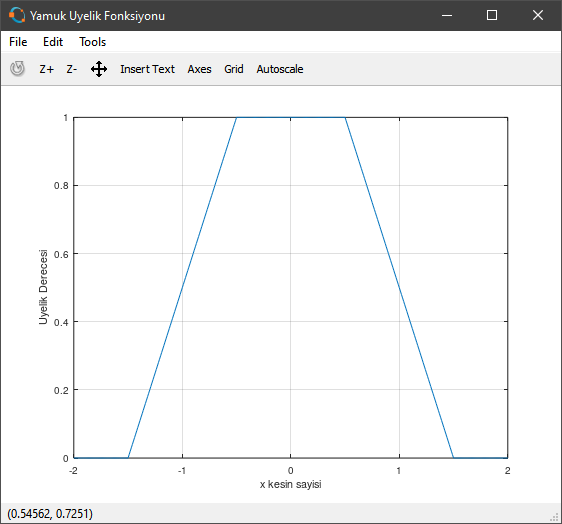 Yamuk Uyelik Fonksiyonu
File Edit Tools
Z+ Z- Insert Text Axes Grid Autoscale
1
0.8
0.6
0.4
0.2
0
Uyelik Derecesi
-2 -1 0 1 2
x kesin sayisi
(0.54562, 0.7251)